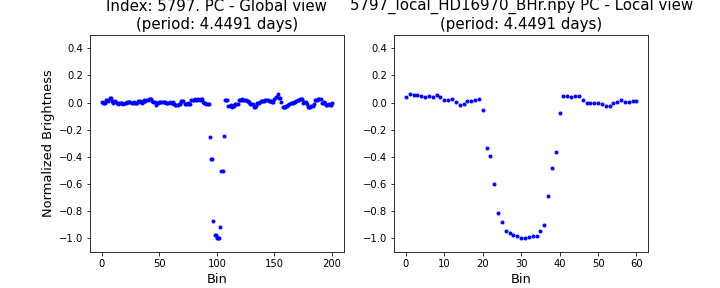 Index: 5797. PC - Global view
(period: 4.4491 days)
5797_local_HD16970_BHr.npy PC - Local view
(period: 4.4491 days)
Normalized Brightness
0.4
0.2
0.0
−0.2
−0.4
−0.6
−0.8
−1.0
0 50 100 150 200
Bin
0.4
0.2
0.0
−0.2
−0.4
−0.6
−0.8
−1.0
0 10 20 30 40 50 60
Bin